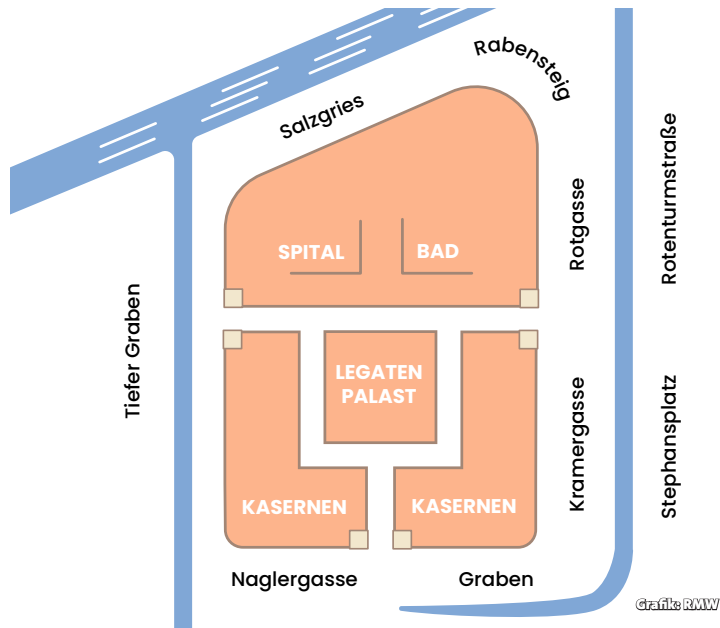 Rabensteig
Salzgries
Rotenturmstraße
Rotgasse
SPITAL
BAD
Tiefer Graben
LEGATEN
PALAST
Kramergasse
Stephansplatz
KASERNEN
KASERNEN
Naglergasse
Graben
Grafik: RMW